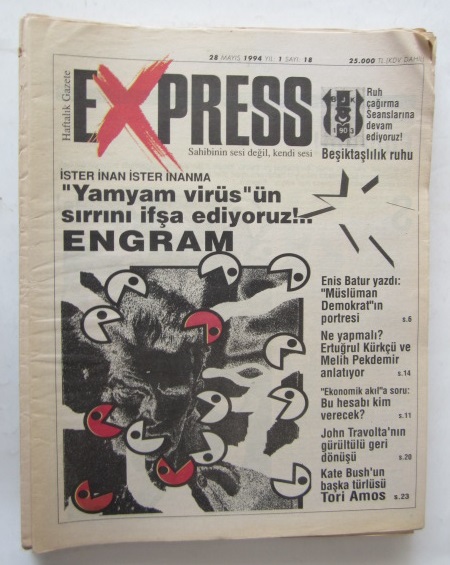 28 MAYIS 1994 YIL: 1 SAYI: 18
25.000 TL (KDV DAHİL)
Haftalık Gazete
EXPRESS
Sahibinin sesi değil, kendi sesi
BJK
1903
Ruh
çağırma
Seanslarına
devam
ediyoruz!
Beşiktaşlılık ruhu
İSTER İNAN İSTER İNANMA
"Yamyam virüs"ün
sırrını ifşa ediyoruz!..
ENGRAM
Enis Batur yazdı:
"Müslüman
Demokrat"ın
portresi s.6
Ne yapmalı?
Ertuğrul Kürkçü ve
Melih Pekdemir
anlatıyor s.14
"Ekonomik akıl"a soru:
Bu hesabı kim
verecek? s.11
John Travolta'nın
gürültülü geri
dönüşü s.20
Kate Bush'un
başka türlüsü
Tori Amos s.23